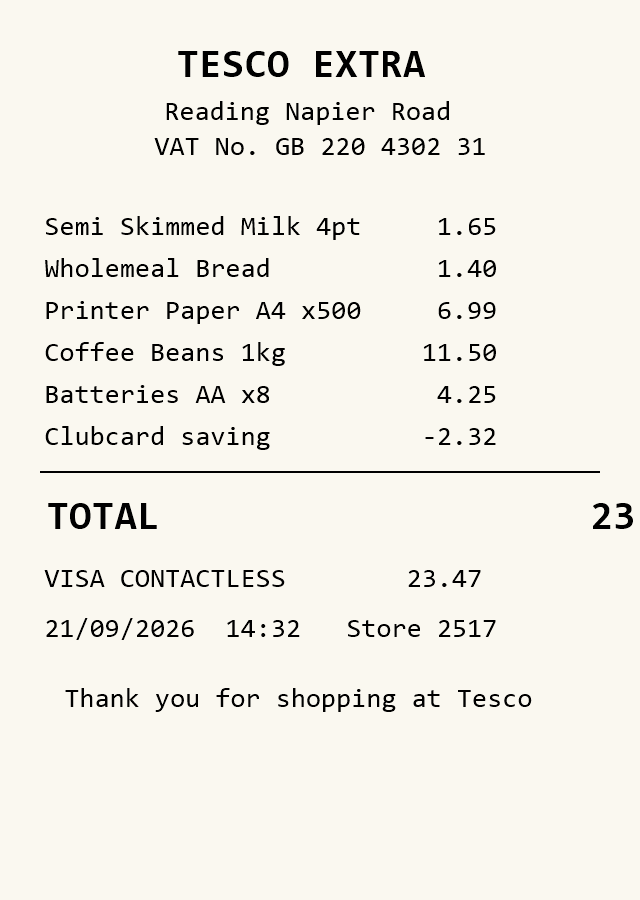 TESCO EXTRA
Reading Napier Road
VAT No. GB 220 4302 31
Semi Skimmed Milk 4pt 1.65
Wholemeal Bread 1.40
Printer Paper A4 x500 6.99
Coffee Beans 1kg 11.50
Batteries AA x8 4.25
Clubcard saving -2.32
TOTAL 23
VISA CONTACTLESS 23.47
21/09/2026 14:32 Store 2517
Thank you for shopping at Tesco